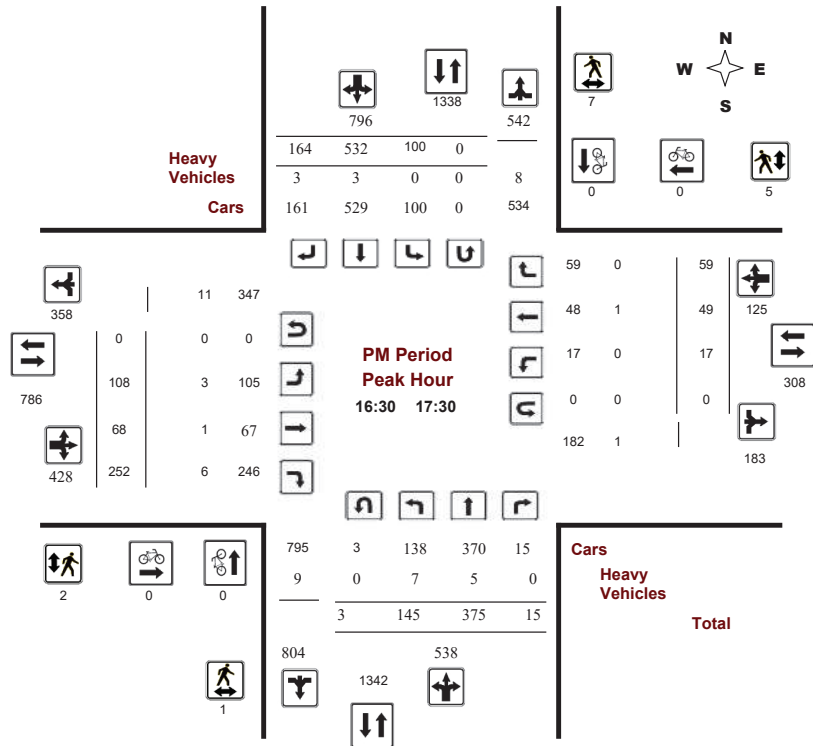 N
W E
S
1338
7
796
542
164 532 100 0
Heavy
Vehicles
3 3 0 0 8
0 0 5
Cars
161 529 100 0 534
59 0 59
11 347
358
125
48 1 49
0 0 0
PM Period
Peak Hour
16:30 17:30
17 0 17
108 3 105
308
786
0 0 0
68 1 67
182 1
183
428
252 6 246
795 3 138 370 15
Cars
9 0 7 5 0
Heavy
Vehicles
2 0 0
3 145 375 15
Total
804 538
1342
1